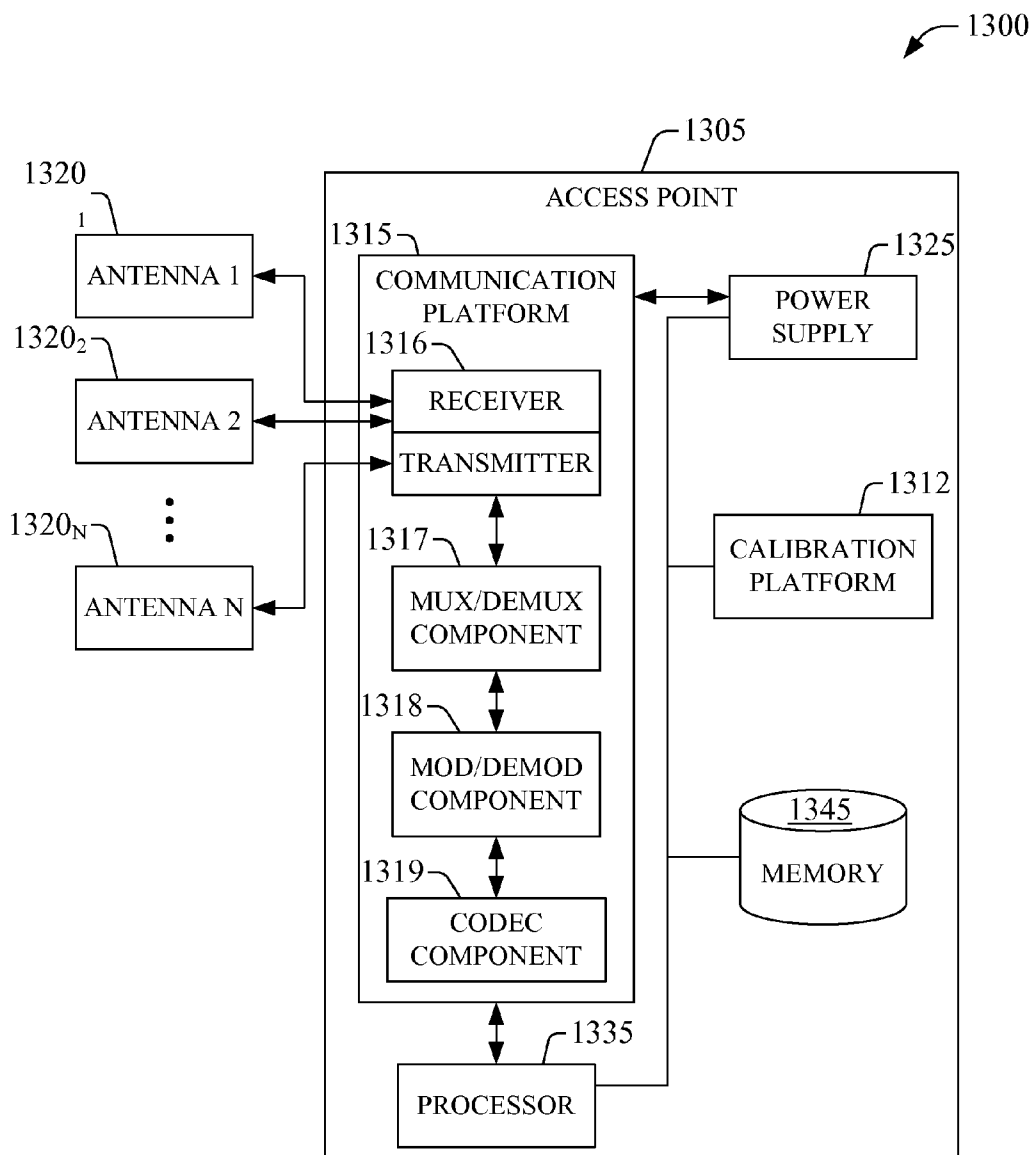 1300
1305
ACCESS POINT
1320
1
ANTENNA 1
1320₂
ANTENNA 2
1320N
ANTENNA N
1315
COMMUNICATION
PLATFORM
1316
RECEIVER
TRANSMITTER
1317
MUX/DEMUX
COMPONENT
1318
MOD/DEMOD
COMPONENT
1319
CODEC
COMPONENT
1335
PROCESSOR
1325
POWER
SUPPLY
1312
CALIBRATION
PLATFORM
1345
MEMORY